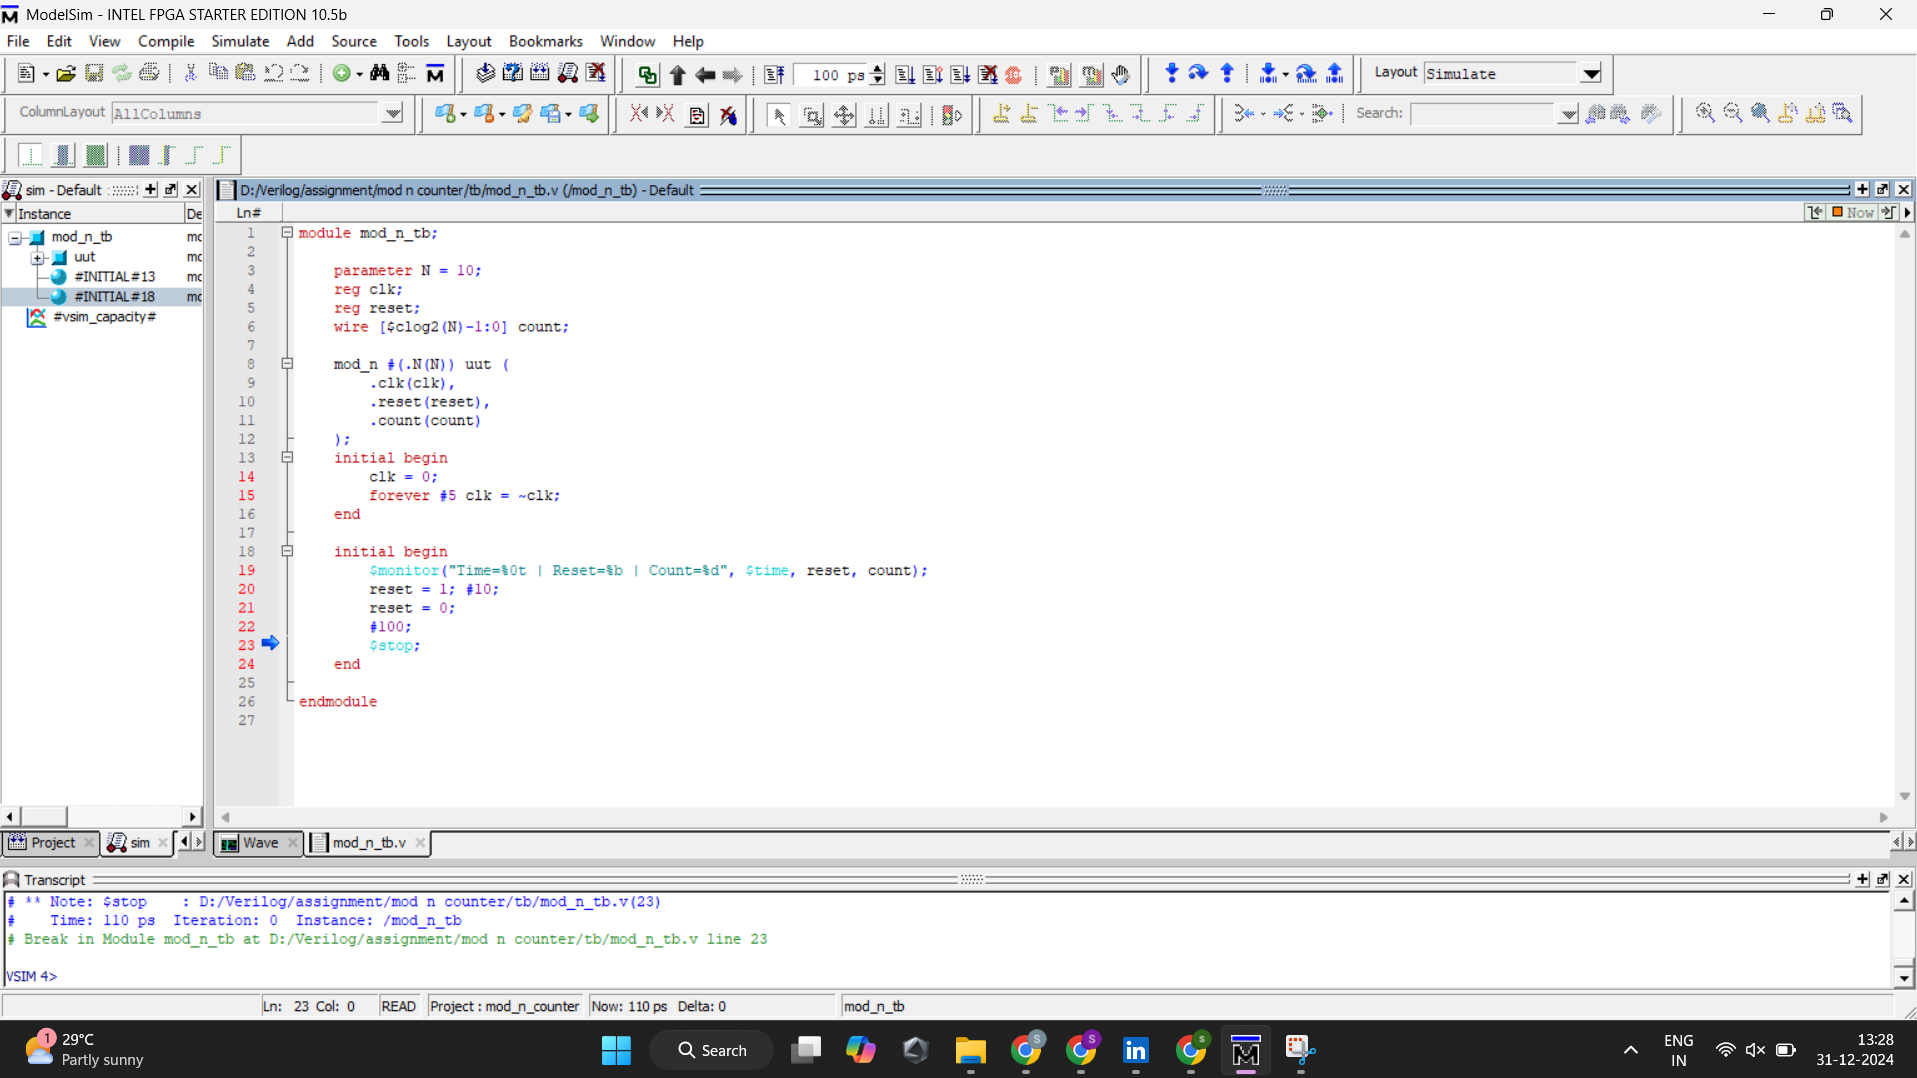 ModelSim - INTEL FPGA STARTER EDITION 10.5b
File Edit View Compile Simulate Add Source Tools Layout Bookmarks Window Help
100 ps
Layout Simulate
ColumnLayout AllColumns
Search:
sim - Default
D:/Verilog/assignment/mod n counter/tb/mod_n_tb.v (/mod_n_tb) - Default
Instance De
Ln#
Now
mod_n_tb mc
uut mc
#INITIAL#13 mc
#INITIAL#18 mc
#vsim_capacity#
1 module mod_n_tb;
2
3 parameter N = 10;
4 reg clk;
5 reg reset;
6 wire [$clog2(N)-1:0] count;
7
8 mod_n #(.N(N)) uut (
9 .clk(clk),
10 .reset(reset),
11 .count(count)
12 );
13 initial begin
14 clk = 0;
15 forever #5 clk = ~clk;
16 end
17
18 initial begin
19 $monitor("Time=%0t | Reset=%b | Count=%d", $time, reset, count);
20 reset = 1; #10;
21 reset = 0;
22 #100;
23 $stop;
24 end
25
26 endmodule
27
Project sim Wave mod_n_tb.v
Transcript
# ** Note: $stop : D:/Verilog/assignment/mod n counter/tb/mod_n_tb.v(23)
# Time: 110 ps Iteration: 0 Instance: /mod_n_tb
# Break in Module mod_n_tb at D:/Verilog/assignment/mod n counter/tb/mod_n_tb.v line 23
VSIM 4>
Ln: 23 Col: 0 READ Project : mod_n_counter Now: 110 ps Delta: 0 mod_n_tb
1
29°C
Partly sunny
Search
S
S
in
s
ENG
IN
13:28
31-12-2024